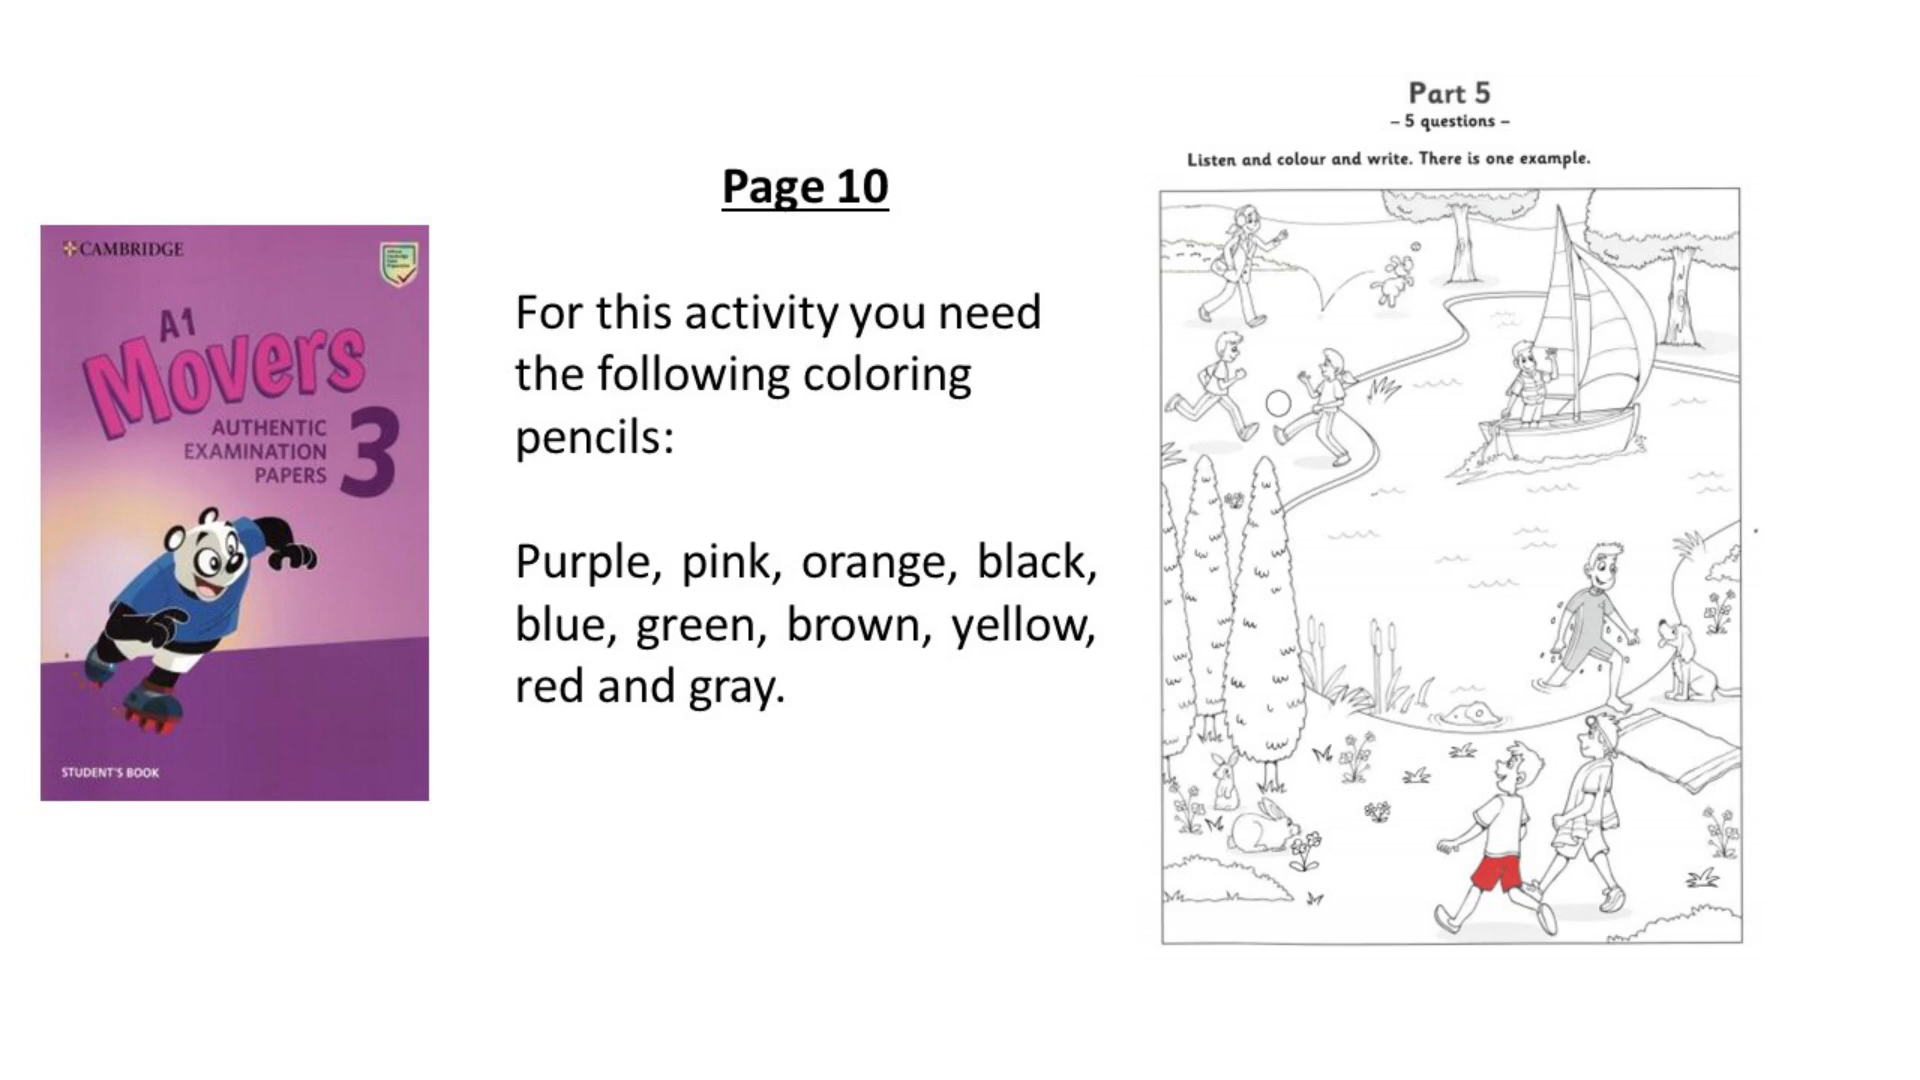 CAMBRIDGE
A1
Movers
AUTHENTIC
EXAMINATION
PAPERS
3
STUDENT'S BOOK
Page 10
For this activity you need
the following coloring
pencils:
Purple, pink, orange, black,
blue, green, brown, yellow,
red and gray.
Part 5
– 5 questions –
Listen and colour and write. There is one example.